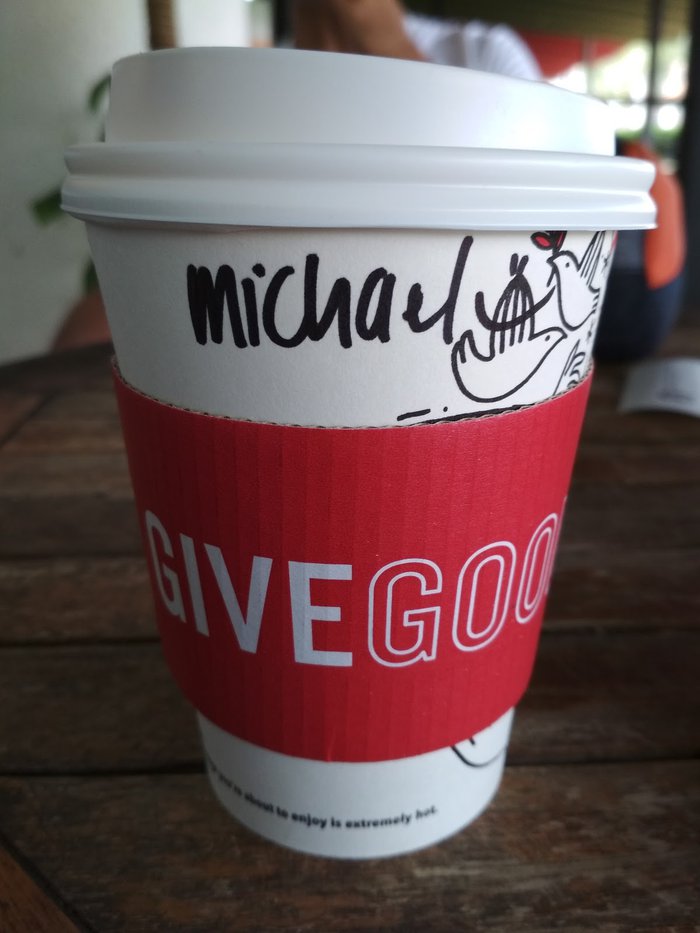 michael
GIVEGOO
you're about to enjoy is extremely hot.